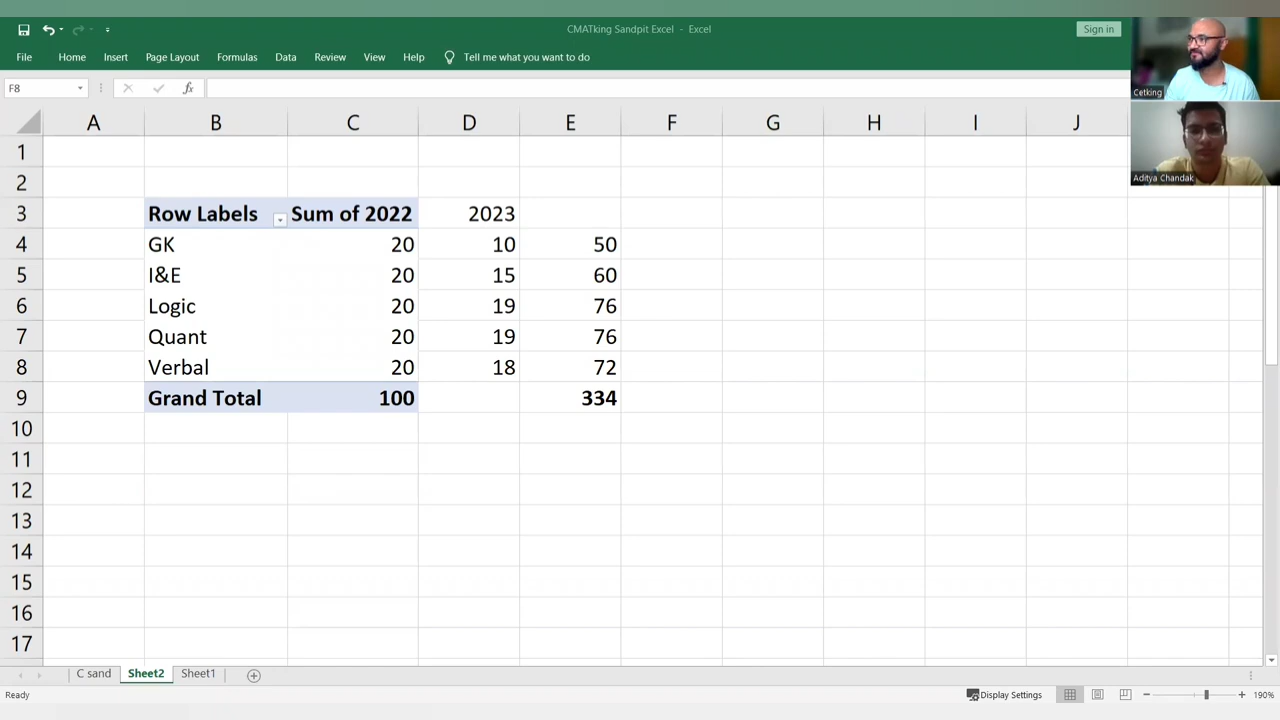 CMATking Sandpit Excel - Excel
Sign in
File Home Insert Page Layout Formulas Data Review View Help Tell me what you want to do
F8 fx
A B C D E F G H I J
1
2
3 Row Labels Sum of 2022 2023
4 GK 20 10 50
5 I&E 20 15 60
6 Logic 20 19 76
7 Quant 20 19 76
8 Verbal 20 18 72
9 Grand Total 100 334
10
11
12
13
14
15
16
17
Cetking
Aditya Chandak
C sand Sheet2 Sheet1
Ready Display Settings 190%